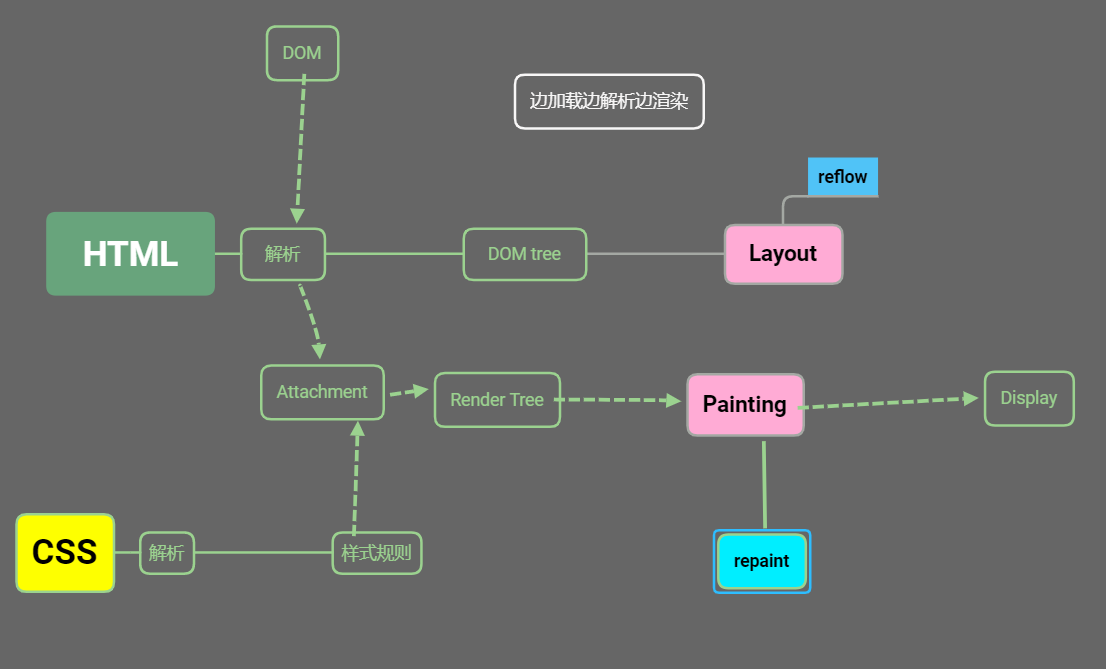 DOM
边加载边解析边渲染
reflow
HTML
解析
DOM tree
Layout
Attachment
Render Tree
Painting
Display
CSS
解析
样式规则
repaint